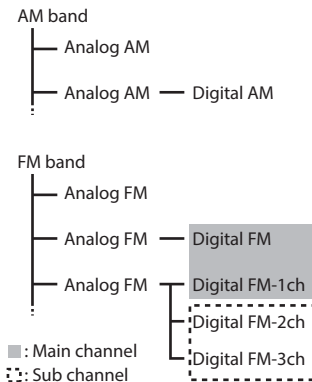 AM band
Analog AM
Analog AM Digital AM
FM band
Analog FM
Analog FM Digital FM
Analog FM Digital FM-1ch
Digital FM-2ch
Digital FM-3ch
: Main channel
: Sub channel